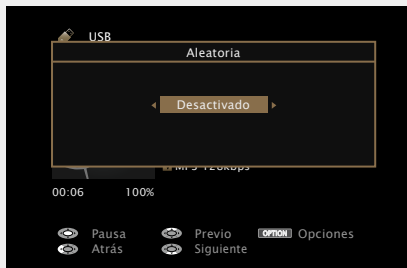 USB
Aleatoria
Desactivado
MP3 128kbps
00:06 100%
Pausa Previo OPTION Opciones
Atrás Siguiente